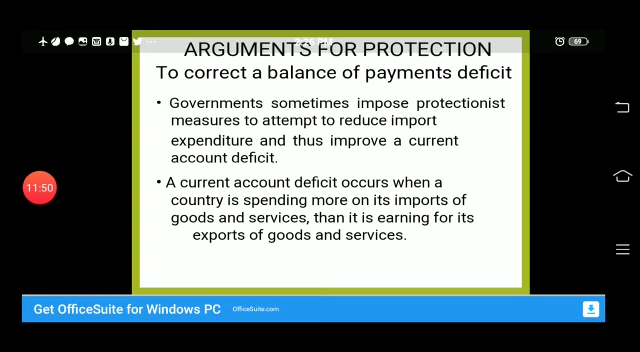 ARGUMENTS FOR PROTECTION
To correct a balance of payments deficit
• Governments sometimes impose protectionist
measures to attempt to reduce import
expenditure and thus improve a current
account deficit.
• A current account deficit occurs when a
country is spending more on its imports of
goods and services, than it is earning for its
exports of goods and services.
11:50
69
Get OfficeSuite for Windows PC OfficeSuite.com